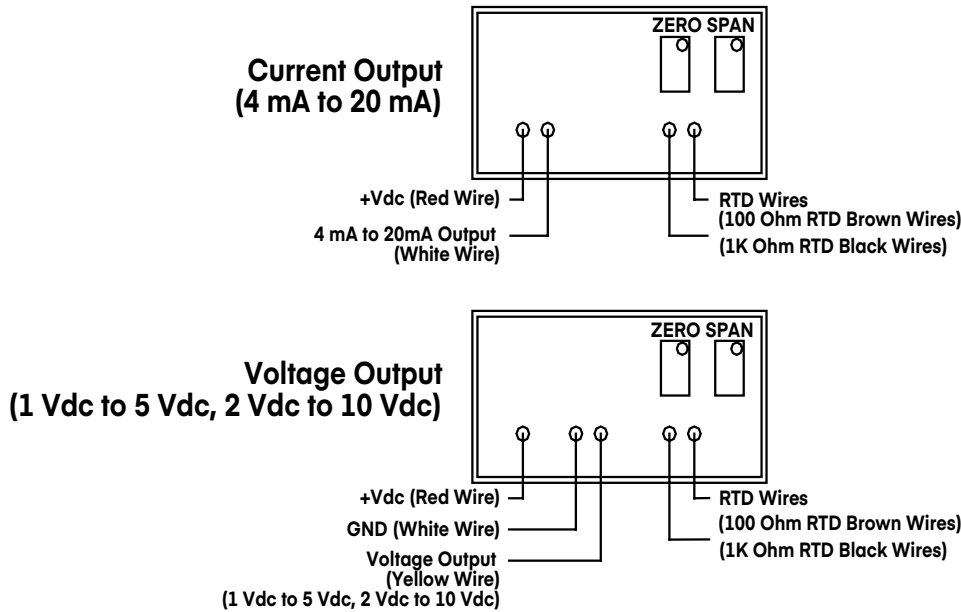 ZERO SPAN
Current Output
(4 mA to 20 mA)
+Vdc (Red Wire)
4 mA to 20mA Output
(White Wire)
RTD Wires
(100 Ohm RTD Brown Wires)
(1K Ohm RTD Black Wires)
ZERO SPAN
Voltage Output
(1 Vdc to 5 Vdc, 2 Vdc to 10 Vdc)
+Vdc (Red Wire)
GND (White Wire)
Voltage Output
(Yellow Wire)
(1 Vdc to 5 Vdc, 2 Vdc to 10 Vdc)
RTD Wires
(100 Ohm RTD Brown Wires)
(1K Ohm RTD Black Wires)